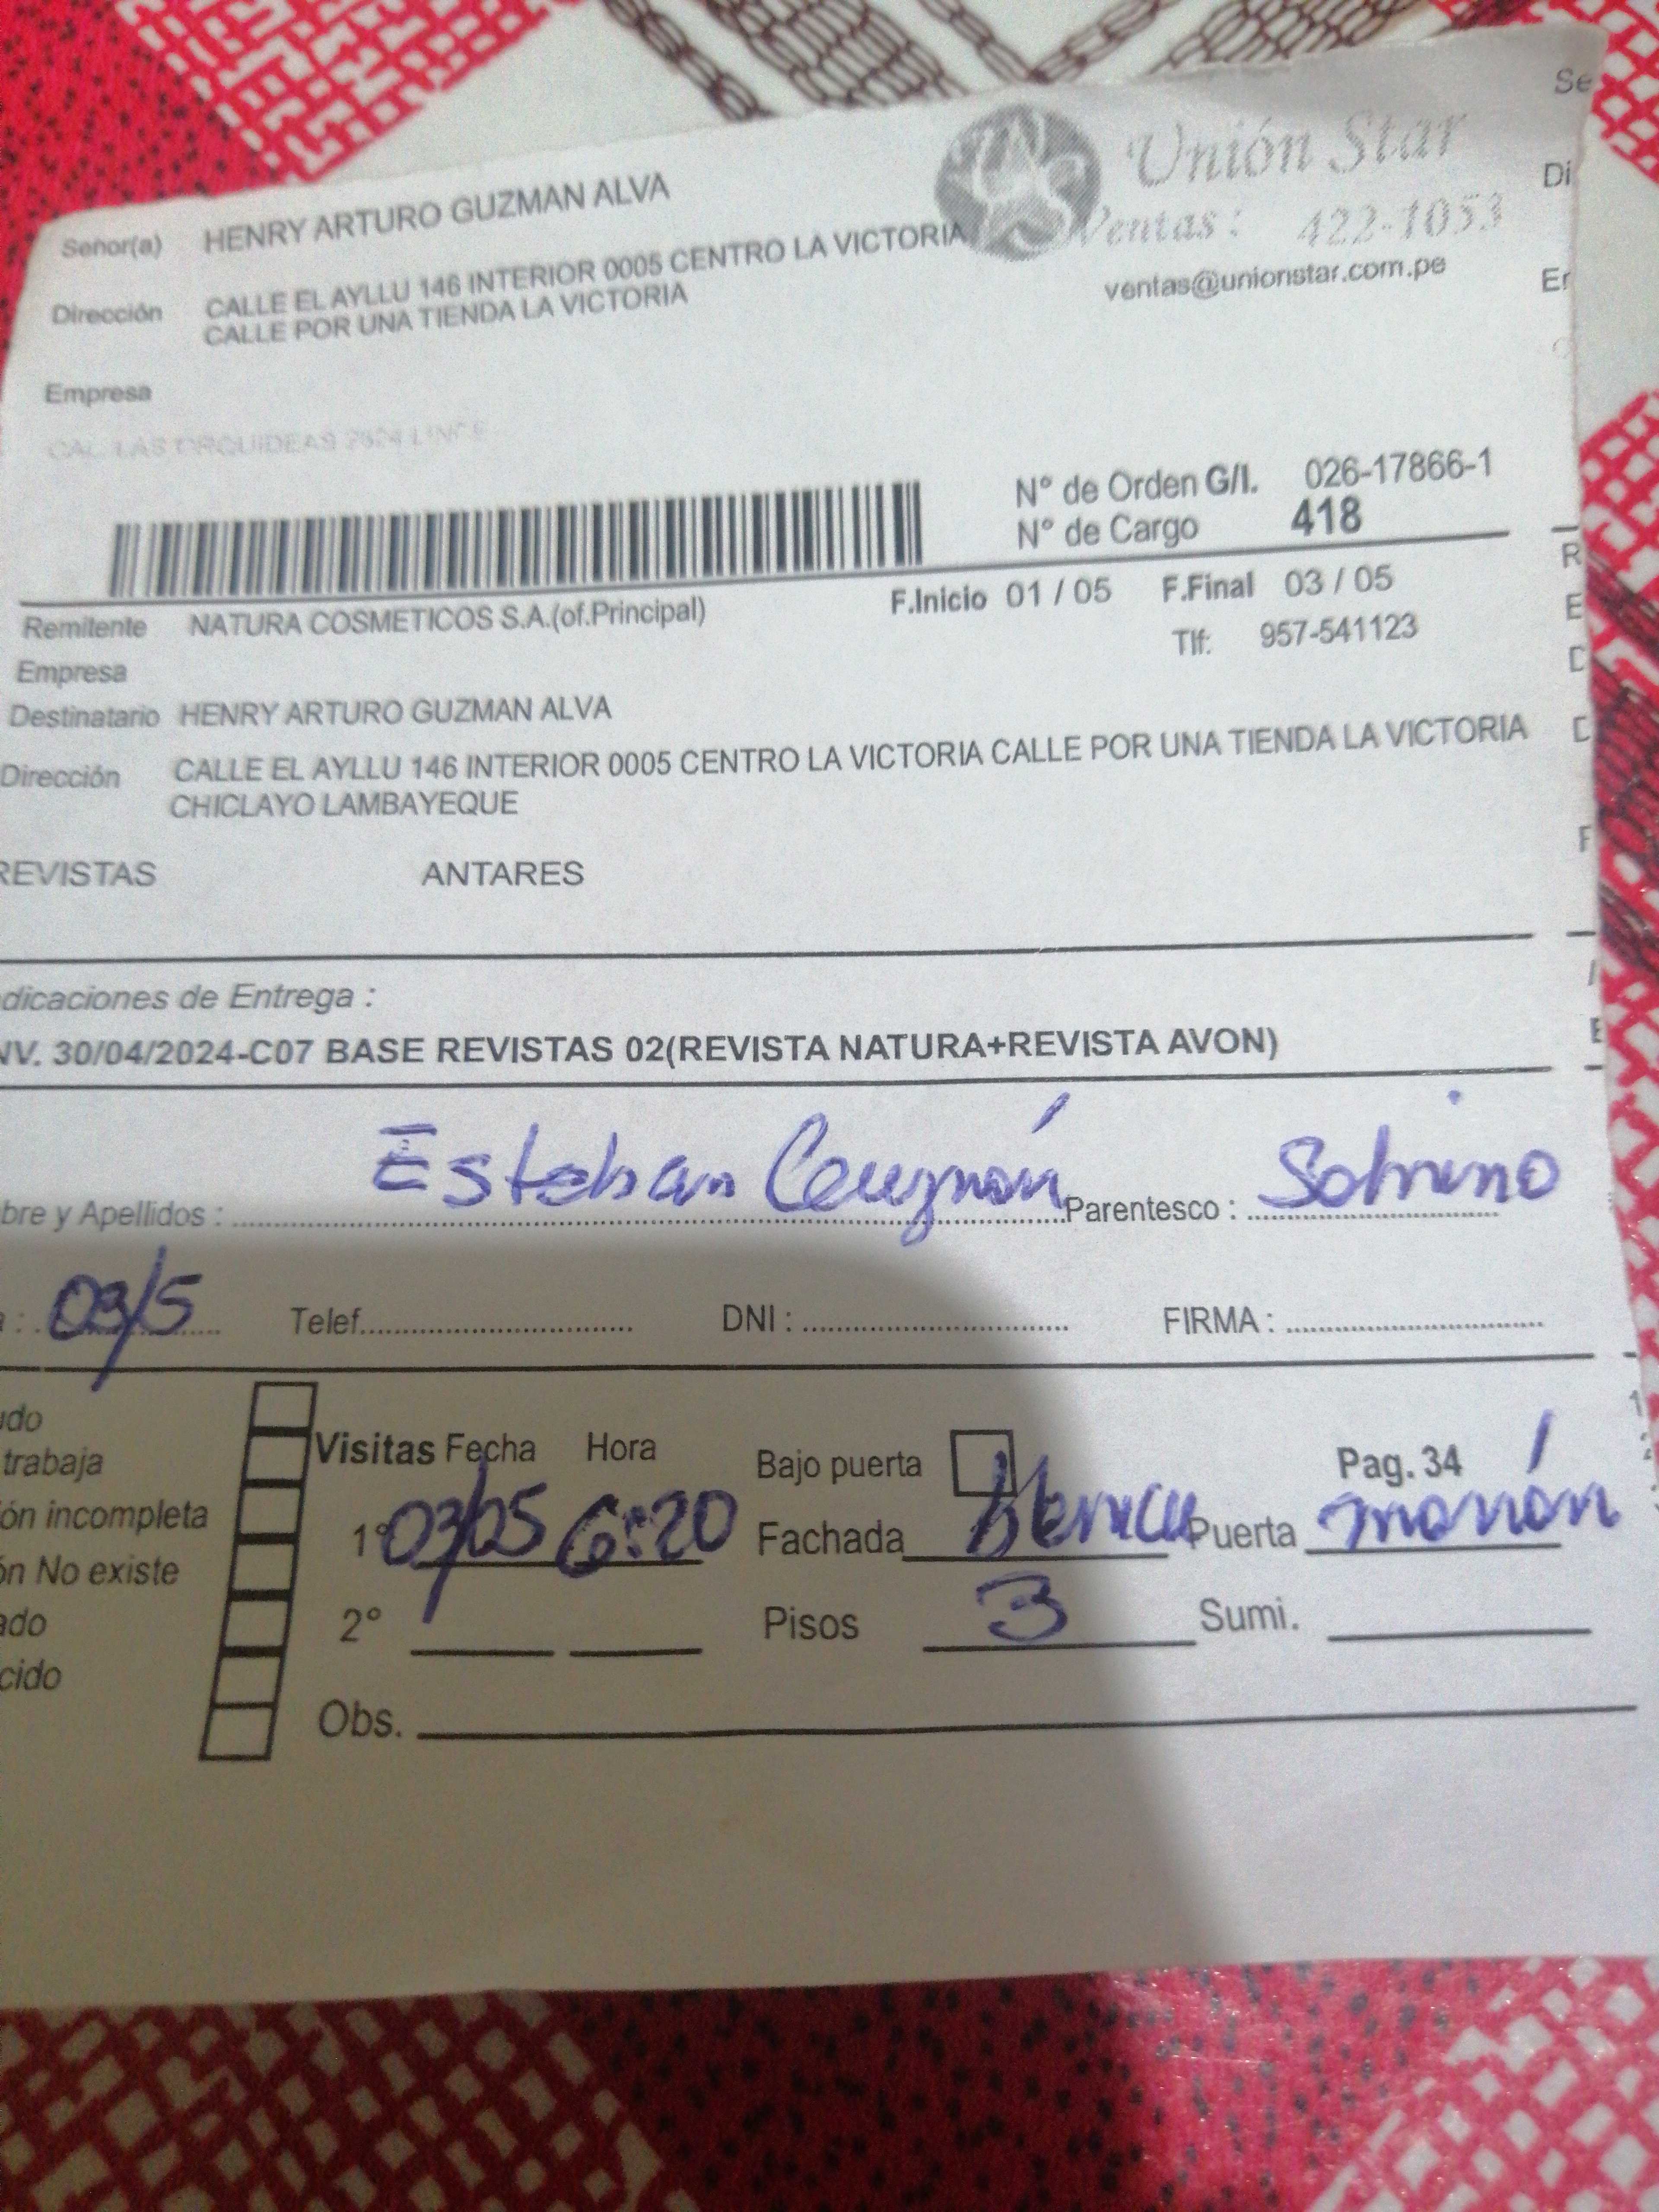 Se
Unión Star
Di
Señor(a) HENRY ARTURO GUZMAN ALVA
Ventas: 422-1053
Dirección CALLE EL AYLLU 146 INTERIOR 0005 CENTRO LA VICTORIA
CALLE POR UNA TIENDA LA VICTORIA
ventas@unionstar.com.pe
Empresa
CAL LAS ORQUIDEAS
N° de Orden G/I. 026-17866-1
N° de Cargo 418
Remitente NATURA COSMETICOS S.A.(of.Principal) F.Inicio 01 / 05 F.Final 03 / 05
Tlf: 957-541123
Empresa
Destinatario HENRY ARTURO GUZMAN ALVA
Dirección CALLE EL AYLLU 146 INTERIOR 0005 CENTRO LA VICTORIA CALLE POR UNA TIENDA LA VICTORIA
CHICLAYO LAMBAYEQUE
REVISTAS ANTARES
dicaciones de Entrega :
NV. 30/04/2024-C07 BASE REVISTAS 02(REVISTA NATURA+REVISTA AVON)
bre y Apellidos : Esteban Guzmán Parentesco : Sobrino
a : 03/5 Telef. DNI : FIRMA :
udo
trabaja Visitas Fecha Hora Bajo puerta Pag. 34
ón incompleta 1° 03/05 6:20 Fachada blanca Puerta marrón
ón No existe
ado 2° Pisos 3 Sumi.
cido
Obs.